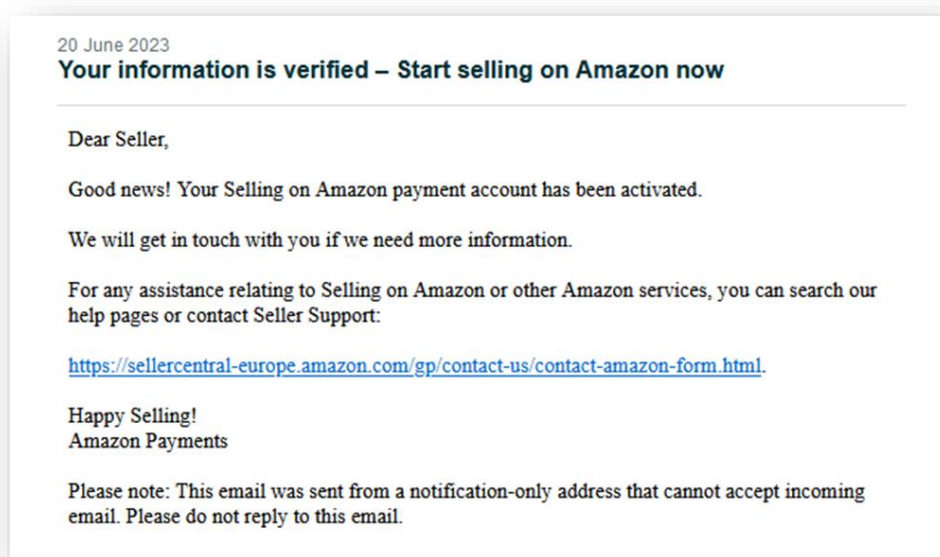 20 June 2023
Your information is verified – Start selling on Amazon now
Dear Seller,
Good news! Your Selling on Amazon payment account has been activated.
We will get in touch with you if we need more information.
For any assistance relating to Selling on Amazon or other Amazon services, you can search our
help pages or contact Seller Support:
https://sellercentral-europe.amazon.com/gp/contact-us/contact-amazon-form.html.
Happy Selling!
Amazon Payments
Please note: This email was sent from a notification-only address that cannot accept incoming
email. Please do not reply to this email.